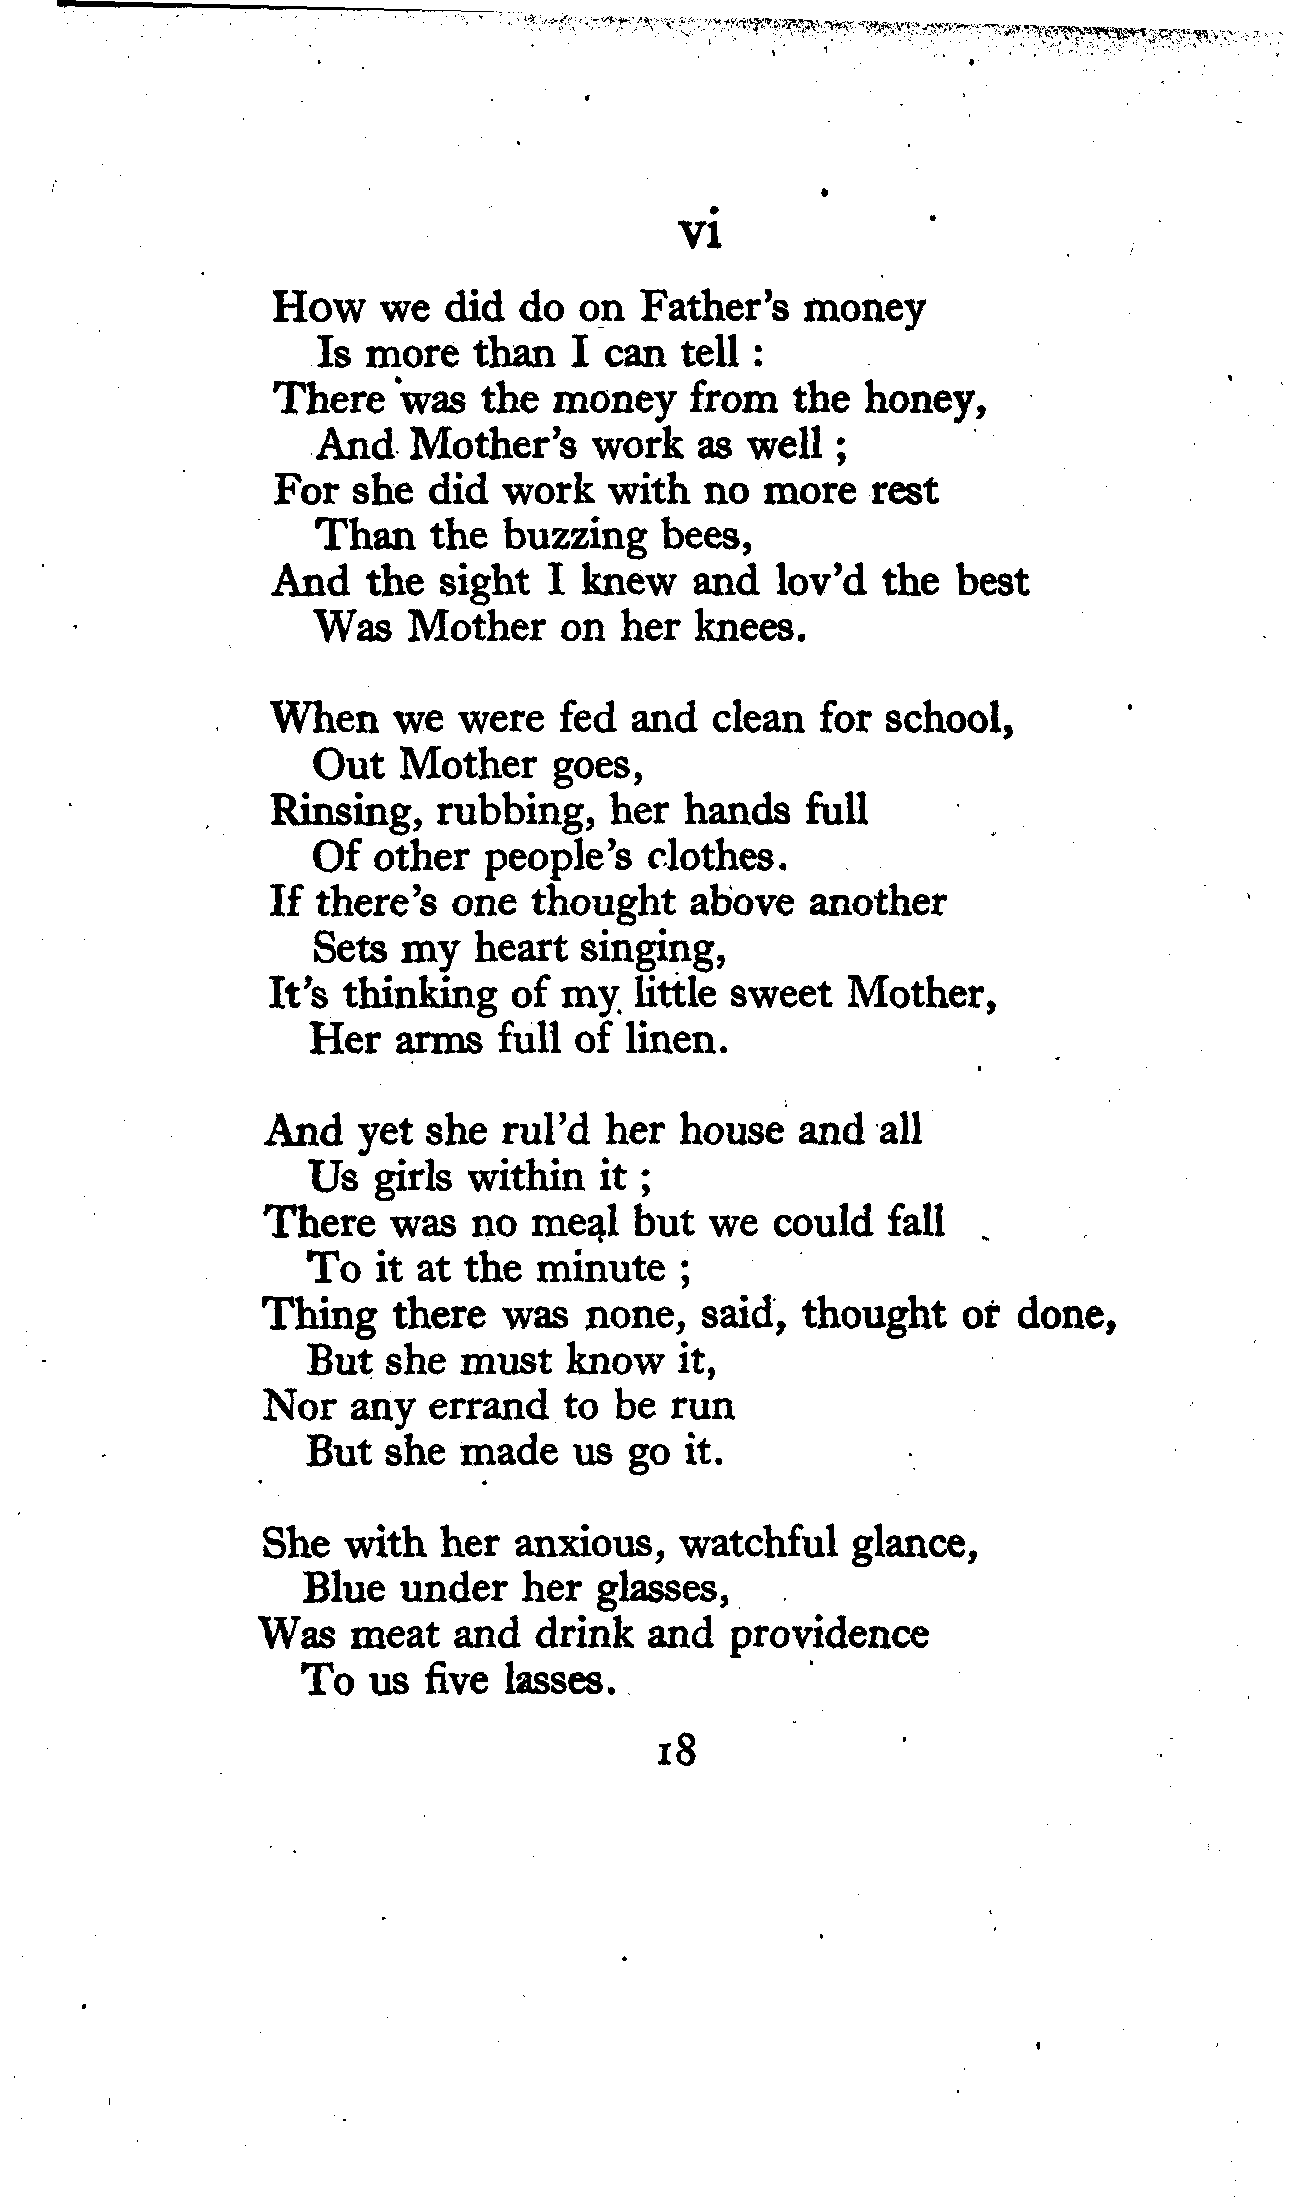 vi
How we did do on Father's money
Is more than I can tell :
There was the money from the honey,
And Mother's work as well ;
For she did work with no more rest
Than the buzzing bees,
And the sight I knew and lov'd the best
Was Mother on her knees.
When we were fed and clean for school,
Out Mother goes,
Rinsing, rubbing, her hands full
Of other people's clothes.
If there's one thought above another
Sets my heart singing,
It's thinking of my little sweet Mother,
Her arms full of linen.
And yet she rul'd her house and all
Us girls within it ;
There was no meal but we could fall
To it at the minute ;
Thing there was none, said, thought or done,
But she must know it,
Nor any errand to be run
But she made us go it.
She with her anxious, watchful glance,
Blue under her glasses,
Was meat and drink and providence
To us five lasses.
18